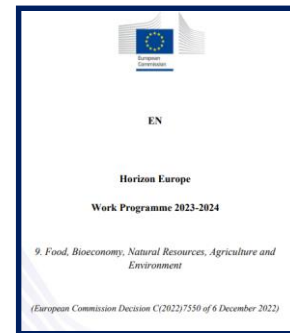 European
Commission
EN
Horizon Europe
Work Programme 2023-2024
9. Food, Bioeconomy, Natural Resources, Agriculture and
Environment
(European Commission Decision C(2022)7550 of 6 December 2022)